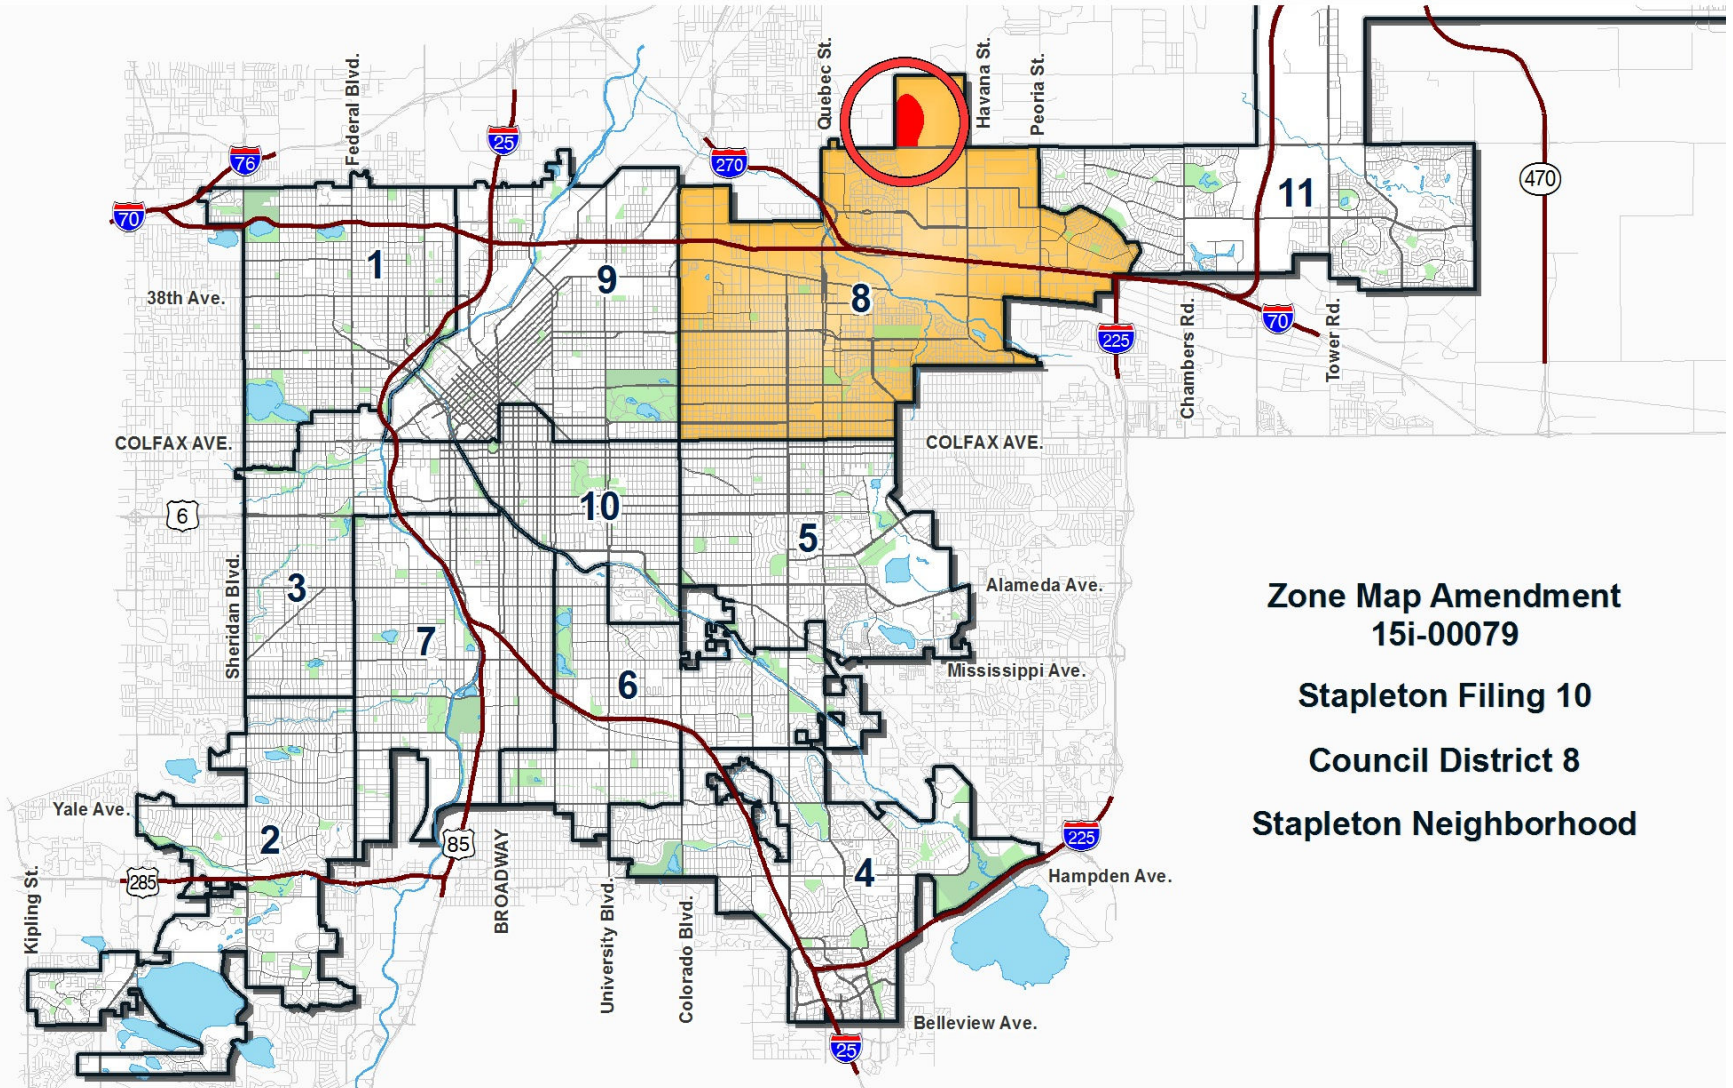 Federal Blvd.
Quebec St.
Havana St.
Peoria St.
76
25
270
70
470
11
1
9
8
38th Ave.
225
70
Chambers Rd.
Tower Rd.
COLFAX AVE.
COLFAX AVE.
6
10
5
3
Sheridan Blvd.
Alameda Ave.
Zone Map Amendment
15i-00079
7
6
Mississippi Ave.
Stapleton Filing 10
Council District 8
Yale Ave.
2
85
BROADWAY
225
Stapleton Neighborhood
285
Kipling St.
4
Hampden Ave.
University Blvd.
Colorado Blvd.
Belleview Ave.
25